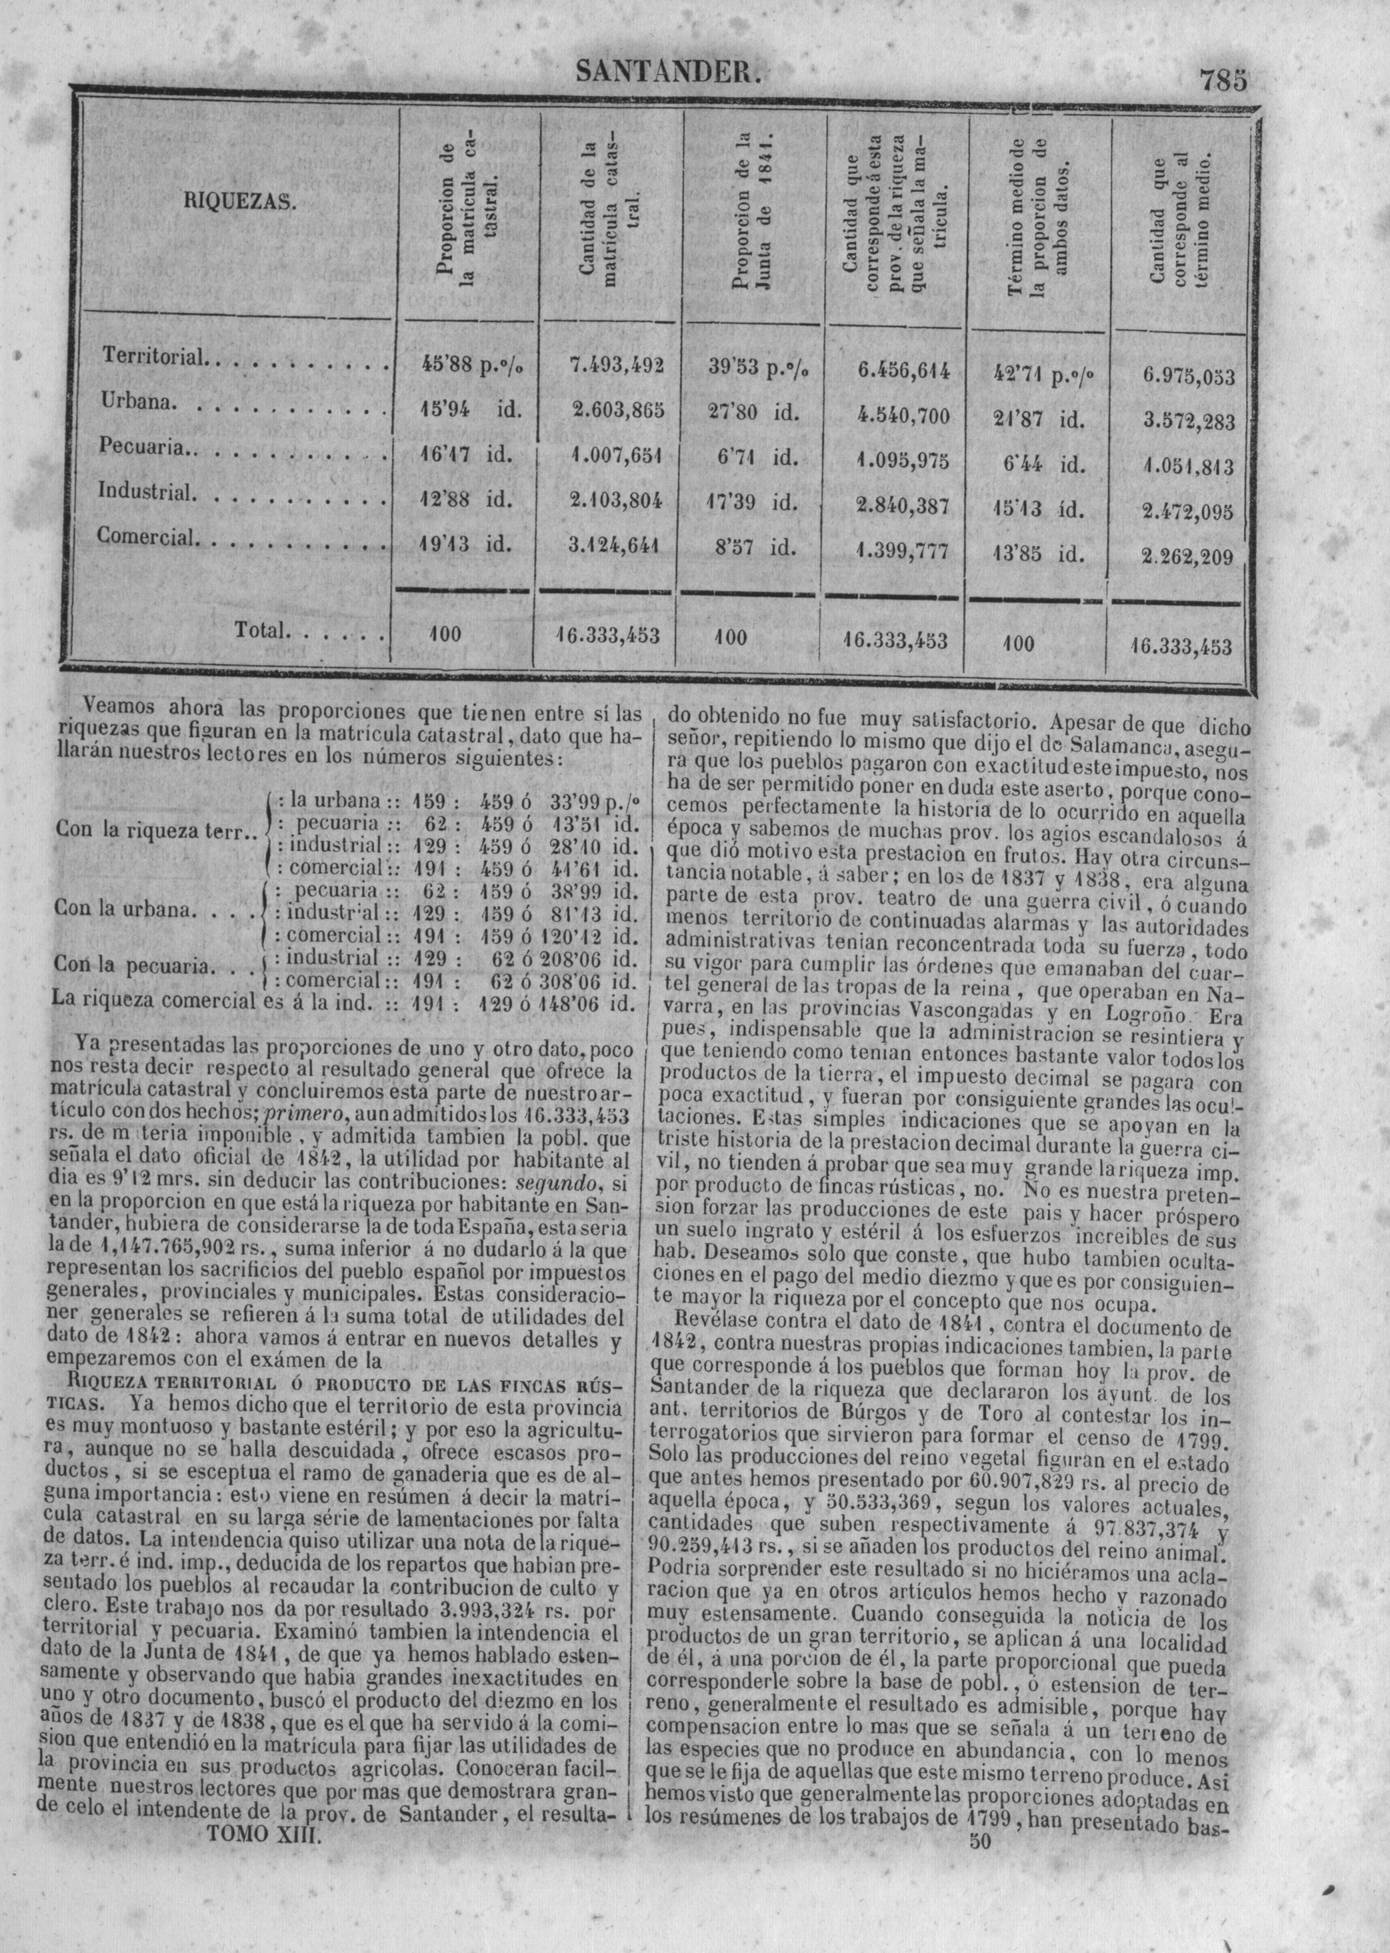 SANTANDER.
785
RIQUEZAS.
Proporcion de
la matricula ca-
tastral.
Cantidad de la
matricula catas-
tral.
Proporcion de la
Junta de 1841.
Cantidad que
corresponde á esta
prov. de la riqueza
que señala la ma-
tricula.
Término medio de
la proporcion de
ambos datos.
Cantidad que
corresponde al
término medio.
Territorial. . . . . . . . . . . . 45'88 p.% 7.493,492 39'53 p.% 6.456,614 42'71 p.% 6.975,053
Urbana. . . . . . . . . . . . 15'94 id. 2.603,865 27'80 id. 4.540,700 21'87 id. 3.572,283
Pecuaria.. . . . . . . . . . . 16'17 id. 1.007,651 6'71 id. 1.095,975 6'44 id. 1.051,813
Industrial. . . . . . . . . . . 12'88 id. 2.103,804 17'39 id. 2.840,387 15'13 id. 2.472,095
Comercial. . . . . . . . . . . 19'13 id. 3.124,641 8'57 id. 1.399,777 13'85 id. 2.262,209
Total. . . . . . 100 16.333,453 100 16.333,453 100 16.333,453
Veamos ahora las proporciones que tienen entre sí las
riquezas que figuran en la matrícula catastral, dato que ha-
llarán nuestros lectores en los números siguientes:
: la urbana :: 159 : 459 ó 33'99 p./º
Con la riqueza terr.. : pecuaria :: 62 : 459 ó 13'51 id.
: industrial :: 129 : 459 ó 28'10 id.
: comercial :: 191 : 459 ó 41'61 id.
: pecuaria :: 62 : 159 ó 38'99 id.
Con la urbana. . . . : industrial :: 129 : 159 ó 81'13 id.
: comercial :: 191 : 159 ó 120'12 id.
Con la pecuaria. . . : industrial :: 129 : 62 ó 208'06 id.
: comercial :: 191 : 62 ó 308'06 id.
La riqueza comercial es á la ind. :: 191 : 129 ó 148'06 id.
Ya presentadas las proporciones de uno y otro dato, poco
nos resta decir respecto al resultado general que ofrece la
matrícula catastral y concluiremos esta parte de nuestro ar-
tículo con dos hechos; primero, aun admitidos los 16.333,453
rs. de m teria imponible, y admitida tambien la pobl. que
señala el dato oficial de 1842, la utilidad por habitante al
dia es 9'12 mrs. sin deducir las contribuciones: segundo, si
en la proporcion en que está la riqueza por habitante en San-
tander, hubiera de considerarse la de toda España, esta seria
la de 1,147.765,902 rs., suma inferior á no dudarlo á la que
representan los sacrificios del pueblo español por impuestos
generales, provinciales y municipales. Estas consideracio-
ner generales se refieren á la suma total de utilidades del
dato de 1842: ahora vamos á entrar en nuevos detalles y
empezaremos con el exámen de la
RIQUEZA TERRITORIAL Ó PRODUCTO DE LAS FINCAS RÚS-
TICAS. Ya hemos dicho que el territorio de esta provincia
es muy montuoso y bastante estéril; y por eso la agricultu-
ra, aunque no se halla descuidada, ofrece escasos pro-
ductos, si se esceptua el ramo de ganaderia que es de al-
guna importancia: esto viene en resúmen á decir la matrí-
cula catastral en su larga série de lamentaciones por falta
de datos. La intendencia quiso utilizar una nota de la rique-
za terr. é ind. imp., deducida de los repartos que habian pre-
sentado los pueblos al recaudar la contribucion de culto y
clero. Este trabajo nos da por resultado 3.993,324 rs. por
territorial y pecuaria. Examinó tambien la intendencia el
dato de la Junta de 1841, de que ya hemos hablado esten-
samente y observando que habia grandes inexactitudes en
uno y otro documento, buscó el producto del diezmo en los
años de 1837 y de 1838, que es el que ha servido á la comi-
sion que entendió en la matrícula para fijar las utilidades de
la provincia en sus productos agrícolas. Conoceran facil-
mente nuestros lectores que por mas que demostrara gran-
de celo el intendente de la prov. de Santander, el resulta-
TOMO XIII.
do obtenido no fue muy satisfactorio. Apesar de que dicho
señor, repitiendo lo mismo que dijo el de Salamanca, asegu-
ra que los pueblos pagaron con exactitud este impuesto, nos
ha de ser permitido poner en duda este aserto, porque cono-
cemos perfectamente la historia de lo ocurrido en aquella
época y sabemos de muchas prov. los agios escandalosos á
que dió motivo esta prestacion en frutos. Hay otra circuns-
tancia notable, á saber; en los de 1837 y 1838, era alguna
parte de esta prov. teatro de una guerra civil, ó cuando
menos territorio de continuadas alarmas y las autoridades
administrativas tenian reconcentrada toda su fuerza, todo
su vigor para cumplir las órdenes que emanaban del cuar-
tel general de las tropas de la reina, que operaban en Na-
varra, en las provincias Vascongadas y en Logroño. Era
pues, indispensable que la administracion se resintiera y
que teniendo como tenian entonces bastante valor todos los
productos de la tierra, el impuesto decimal se pagara con
poca exactitud, y fueran por consiguiente grandes las ocul-
taciones. Estas simples indicaciones que se apoyan en la
triste historia de la prestacion decimal durante la guerra ci-
vil, no tienden á probar que sea muy grande la riqueza imp.
por producto de fincas rústicas, no. No es nuestra preten-
sion forzar las producciones de este pais y hacer próspero
un suelo ingrato y estéril á los esfuerzos increibles de sus
hab. Deseamos solo que conste, que hubo tambien oculta-
ciones en el pago del medio diezmo y que es por consiguien-
te mayor la riqueza por el concepto que nos ocupa.
Revélase contra el dato de 1841, contra el documento de
1842, contra nuestras propias indicaciones tambien, la parte
que corresponde á los pueblos que forman hoy la prov. de
Santander de la riqueza que declararon los ayunt. de los
ant. territorios de Búrgos y de Toro al contestar los in-
terrogatorios que sirvieron para formar el censo de 1799.
Solo las producciones del reino vegetal figuran en el estado
que antes hemos presentado por 60.907,829 rs. al precio de
aquella época, y 50.533,369, segun los valores actuales,
cantidades que suben respectivamente á 97.837,374 y
90.259,413 rs., si se añaden los productos del reino animal.
Podria sorprender este resultado si no hiciéramos una acla-
racion que ya en otros artículos hemos hecho y razonado
muy estensamente. Cuando conseguida la noticia de los
productos de un gran territorio, se aplican á una localidad
de él, á una porcion de él, la parte proporcional que pueda
corresponderle sobre la base de pobl., ó estension de ter-
reno, generalmente el resultado es admisible, porque hay
compensacion entre lo mas que se señala á un terreno de
las especies que no produce en abundancia, con lo menos
que se le fija de aquellas que este mismo terreno produce. Asi
hemos visto que generalmente las proporciones adoptadas en
los resúmenes de los trabajos de 1799, han presentado bas-
50